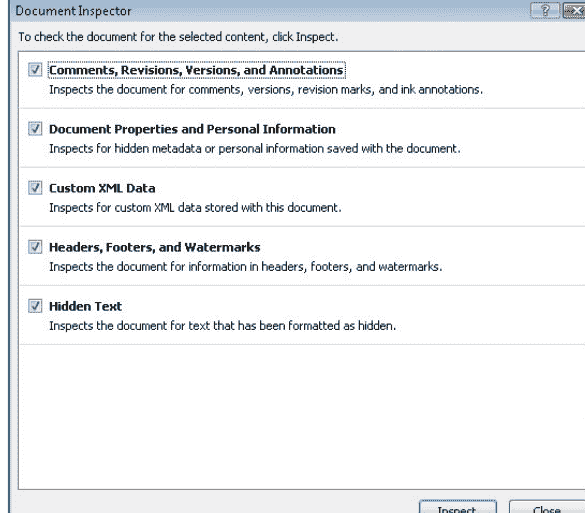 Document Inspector
To check the document for the selected content, click Inspect.
Comments, Revisions, Versions, and Annotations
Inspects the document for comments, versions, revision marks, and ink annotations.
Document Properties and Personal Information
Inspects for hidden metadata or personal information saved with the document.
Custom XML Data
Inspects for custom XML data stored with this document.
Headers, Footers, and Watermarks
Inspects the document for information in headers, footers, and watermarks.
Hidden Text
Inspects the document for text that has been formatted as hidden.
Inspect Close